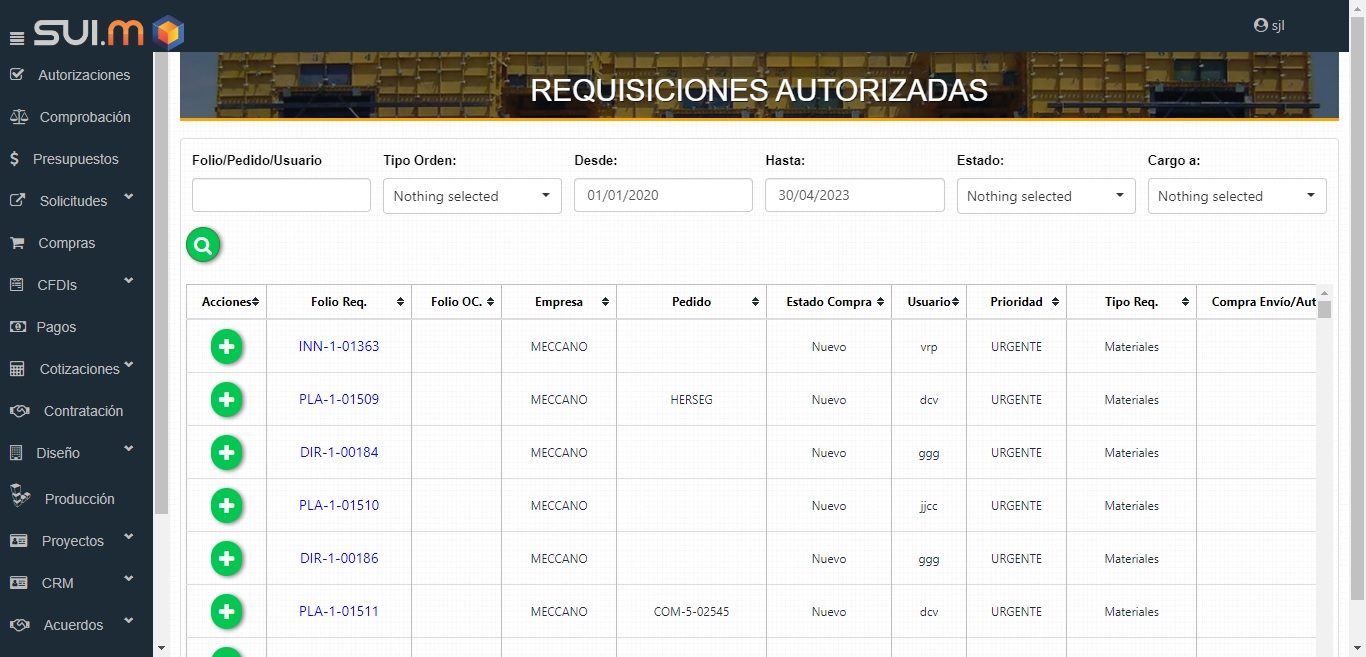 SUI.m
sjl
Autorizaciones
Comprobación
Presupuestos
Solicitudes
Compras
CFDIs
Pagos
Cotizaciones
Contratación
Diseño
Producción
Proyectos
CRM
Acuerdos
REQUISICIONES AUTORIZADAS
Folio/Pedido/Usuario Tipo Orden: Desde: Hasta: Estado: Cargo a:
Nothing selected 01/01/2020 30/04/2023 Nothing selected Nothing selected
Acciones Folio Req. Folio OC. Empresa Pedido Estado Compra Usuario Prioridad Tipo Req. Compra Envío/Aut
INN-1-01363 MECCANO Nuevo vrp URGENTE Materiales
PLA-1-01509 MECCANO HERSEG Nuevo dcv URGENTE Materiales
DIR-1-00184 MECCANO Nuevo ggg URGENTE Materiales
PLA-1-01510 MECCANO Nuevo jjcc URGENTE Materiales
DIR-1-00186 MECCANO Nuevo ggg URGENTE Materiales
PLA-1-01511 MECCANO COM-5-02545 Nuevo dcv URGENTE Materiales